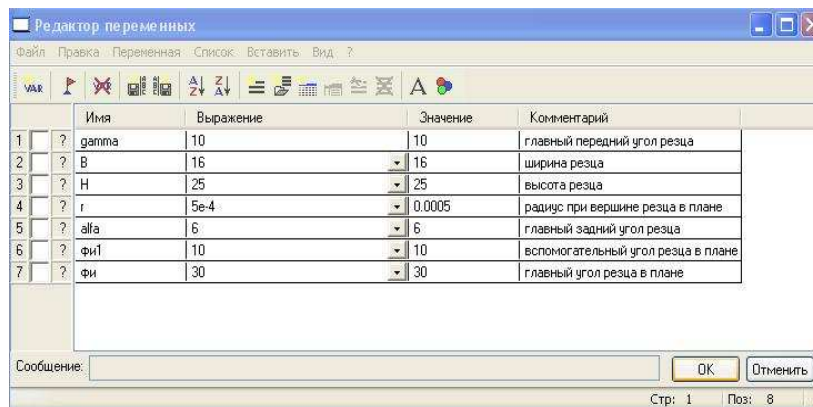 Редактор переменных
Файл Правка Переменная Список Вставить Вид ?
VAR A
Имя Выражение Значение Комментарий
1 ? gamma 10 10 главный передний угол резца
2 ? B 16 16 ширина резца
3 ? H 25 25 высота резца
4 ? r 5e-4 0.0005 радиус при вершине резца в плане
5 ? alfa 6 6 главный задний угол резца
6 ? фи1 10 10 вспомогательный угол резца в плане
7 ? фи 30 30 главный угол резца в плане
Сообщение: OK Отменить
Стр: 1 Поз: 8